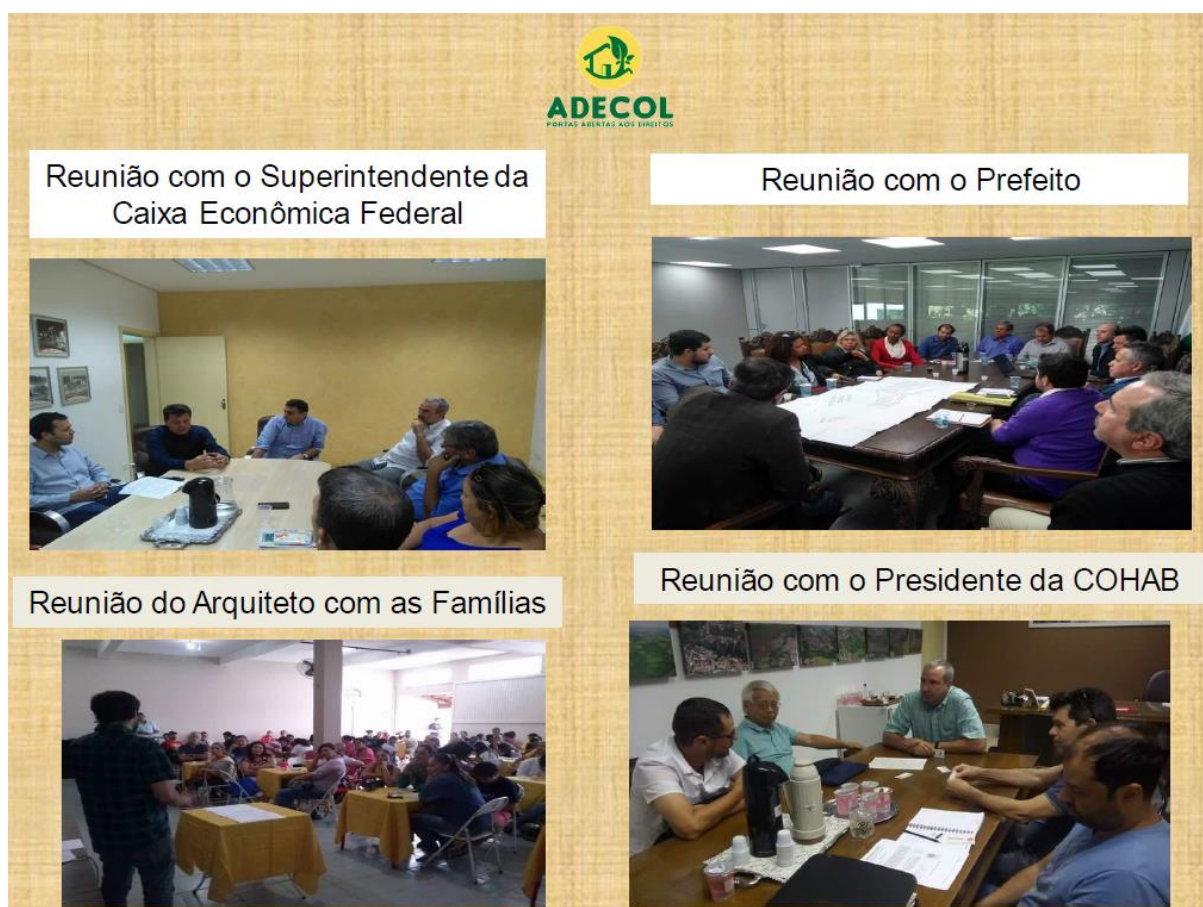 ADECOL
PORTAS ABERTAS AOS DIREITOS
Reunião com o Superintendente da
Caixa Econômica Federal
Reunião com o Prefeito
Reunião do Arquiteto com as Famílias
Reunião com o Presidente da COHAB